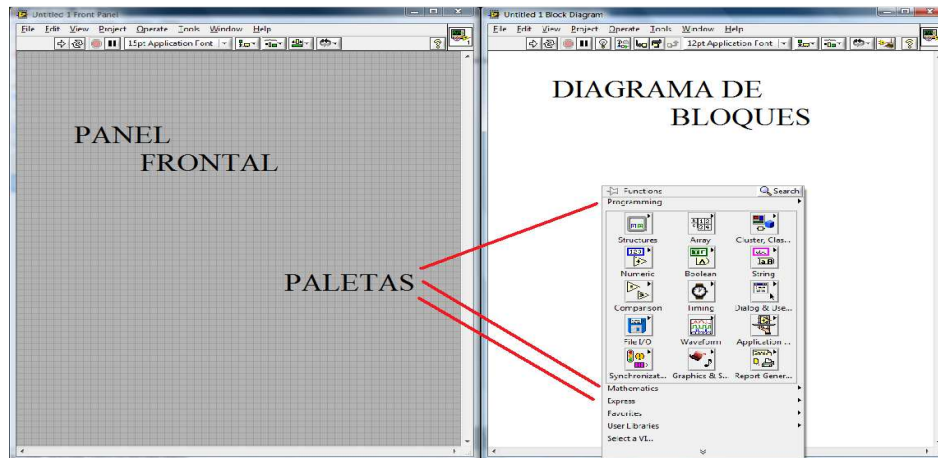 Untitled 1 Front Panel
File Edit View Project Operate Tools Window Help
15pt Application Font
PANEL
FRONTAL
PALETAS
Untitled 1 Block Diagram
File Edit View Project Operate Tools Window Help
12pt Application Font
DIAGRAMA DE
BLOQUES
Functions Search
Programming
Structures Array Cluster, Clas...
Numeric Boolean String
Comparison Timing Dialog & Use...
File I/O Waveform Application ...
Synchronizat... Graphics & S... Report Gener...
Mathematics
Express
Favorites
User Libraries
Select a VI...